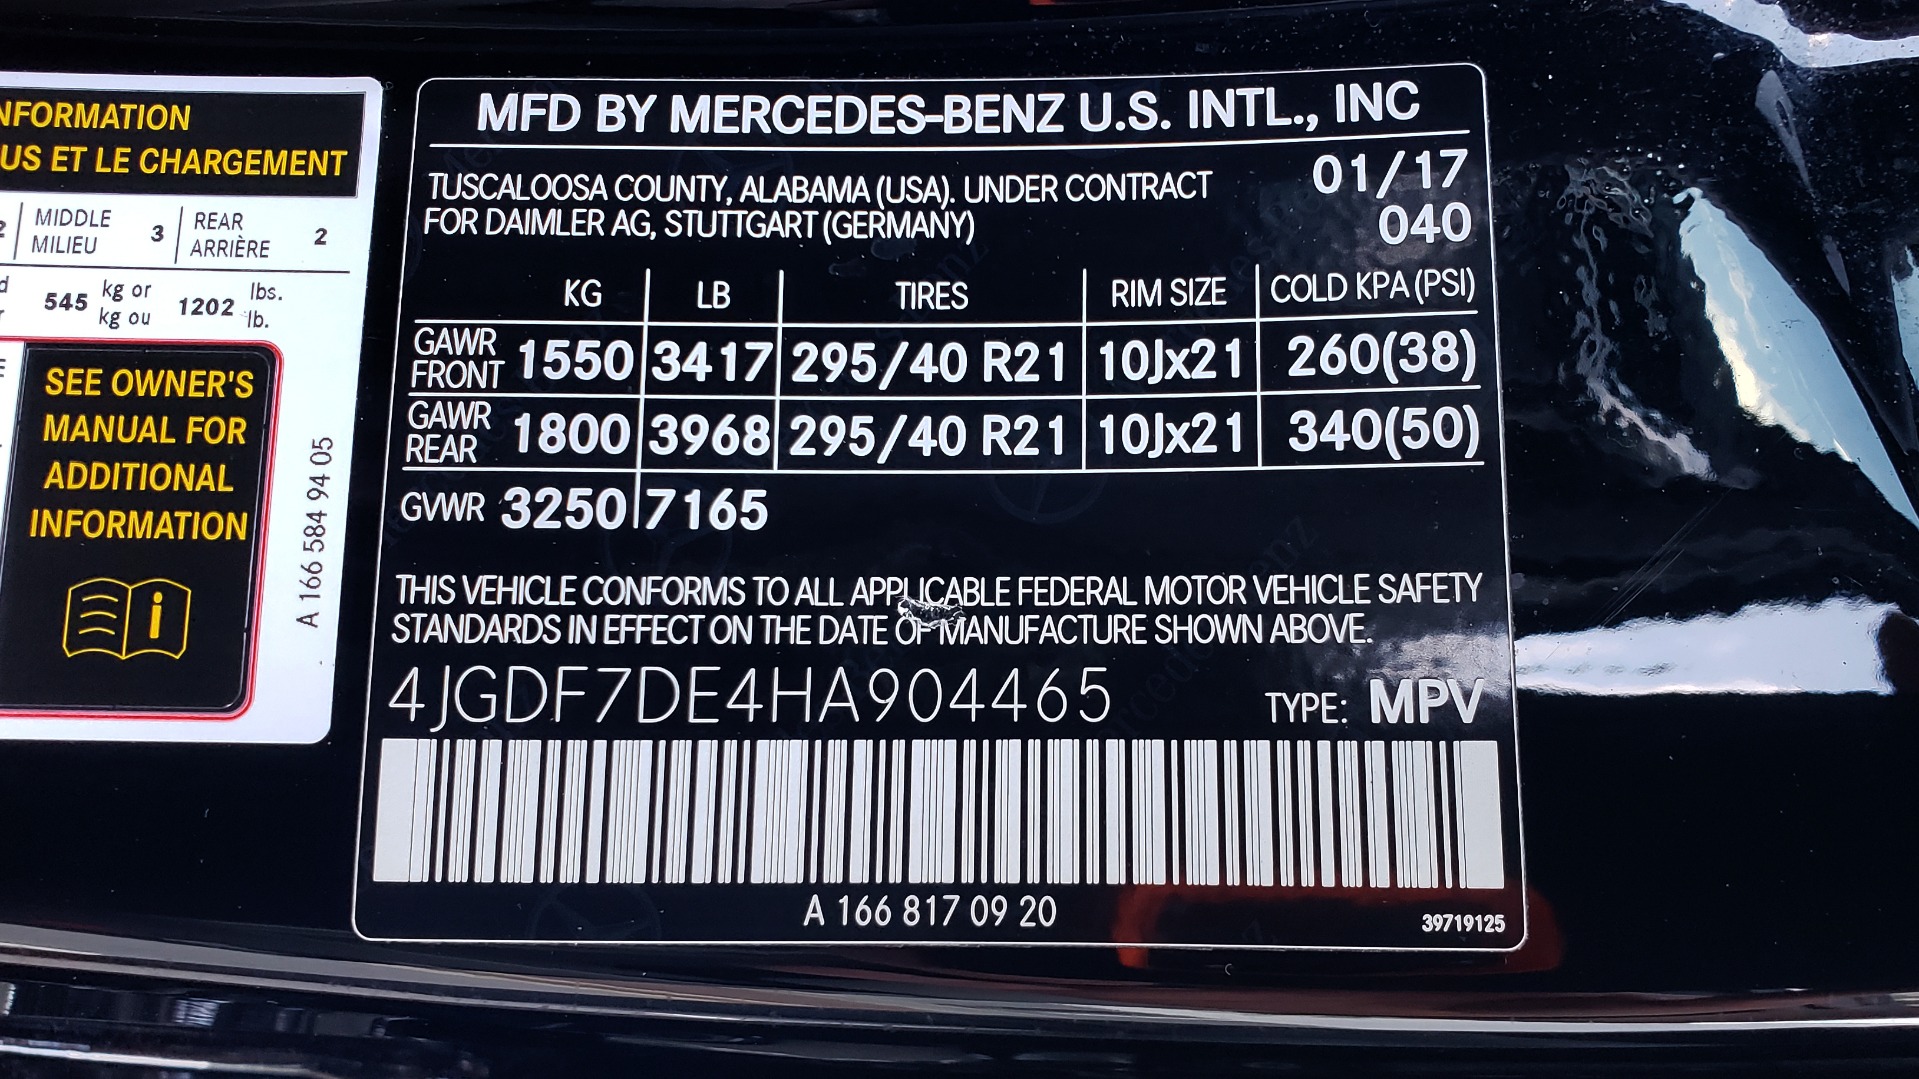 NFORMATION
US ET LE CHARGEMENT
2 MIDDLE MILIEU 3 REAR ARRIÈRE 2
545 kg or kg ou 1202 lbs. lb.
SEE OWNER'S
MANUAL FOR
ADDITIONAL
INFORMATION
i
A 166 584 94 05
MFD BY MERCEDES-BENZ U.S. INTL., INC
TUSCALOOSA COUNTY, ALABAMA (USA). UNDER CONTRACT 01/17
FOR DAIMLER AG, STUTTGART (GERMANY) 040
KG LB TIRES RIM SIZE COLD KPA (PSI)
GAWR FRONT 1550 3417 295/40 R21 10Jx21 260(38)
GAWR REAR 1800 3968 295/40 R21 10Jx21 340(50)
GVWR 3250 7165
THIS VEHICLE CONFORMS TO ALL APPLICABLE FEDERAL MOTOR VEHICLE SAFETY
STANDARDS IN EFFECT ON THE DATE OF MANUFACTURE SHOWN ABOVE.
4JGDF7DE4HA904465 TYPE: MPV
A 166 817 09 20
39719125